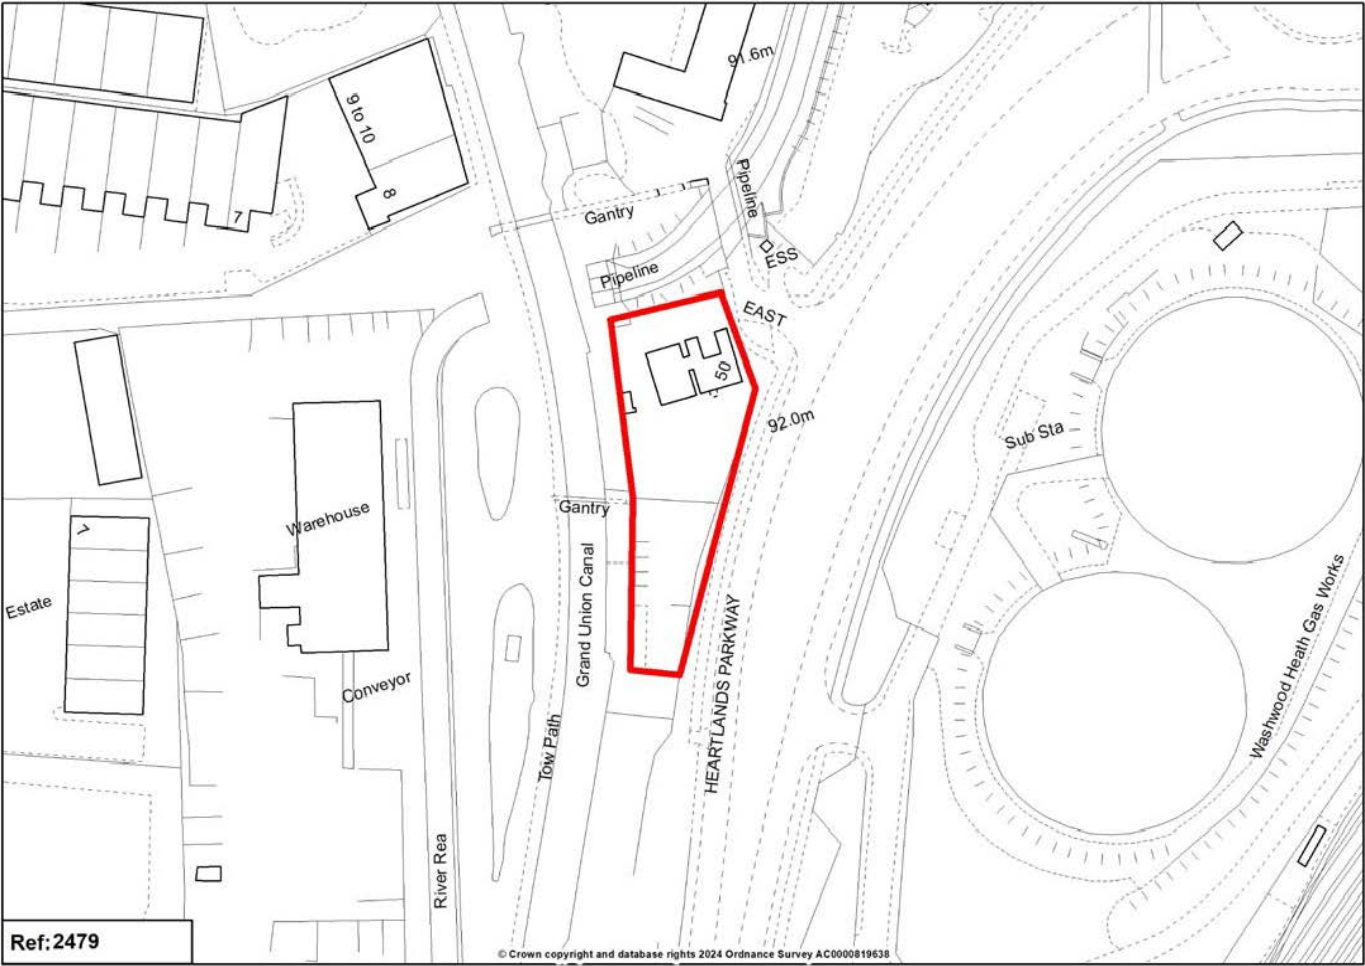 91.6m
9 to 10
8
7
Pipeline
Gantry
ESS
Pipeline
EAST
50
92.0m
Sub Sta
Gantry
Warehouse
7
Estate
Grand Union Canal
Washwood Heath Gas Works
HEARTLANDS PARKWAY
Conveyor
Tow Path
River Rea
Ref:2479
© Crown copyright and database rights 2024 Ordnance Survey AC0000819638